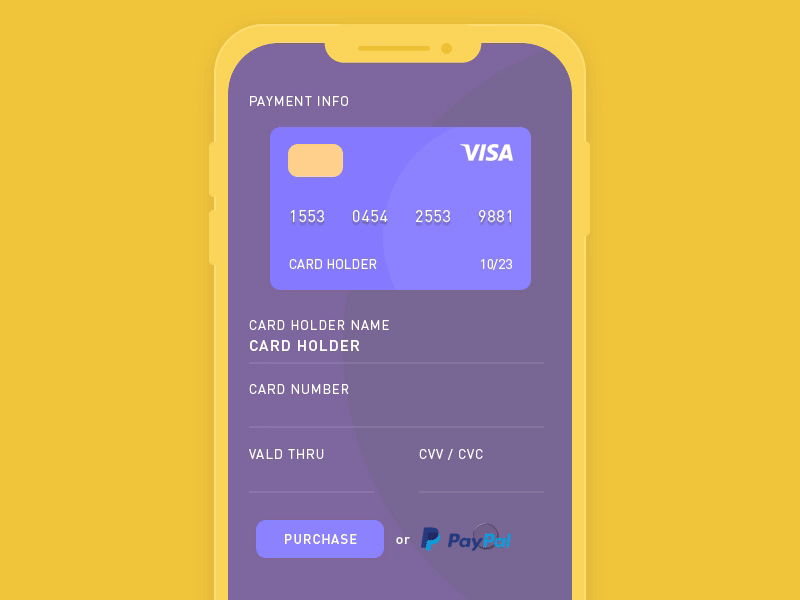 PAYMENT INFO
VISA
1553 0454 2553 9881
CARD HOLDER 10/23
CARD HOLDER NAME
CARD HOLDER
CARD NUMBER
VALD THRU CVV / CVC
PURCHASE or PayPal